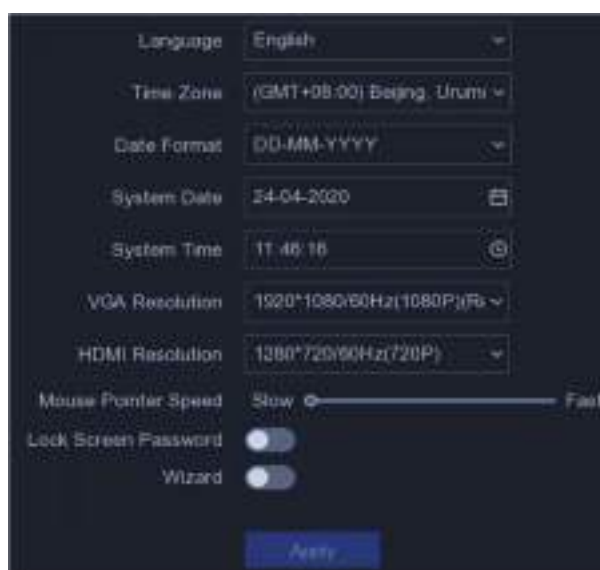 Language English
Time Zone (GMT+08:00) Beijing, Urumi
Date Format DD-MM-YYYY
System Date 24-04-2020
System Time 11:46:16
VGA Resolution 1920*1080/60Hz(1080P)(Re
HDMI Resolution 1280*720/60Hz(720P)
Mouse Pointer Speed Slow Fast
Lock Screen Password
Wizard
Apply